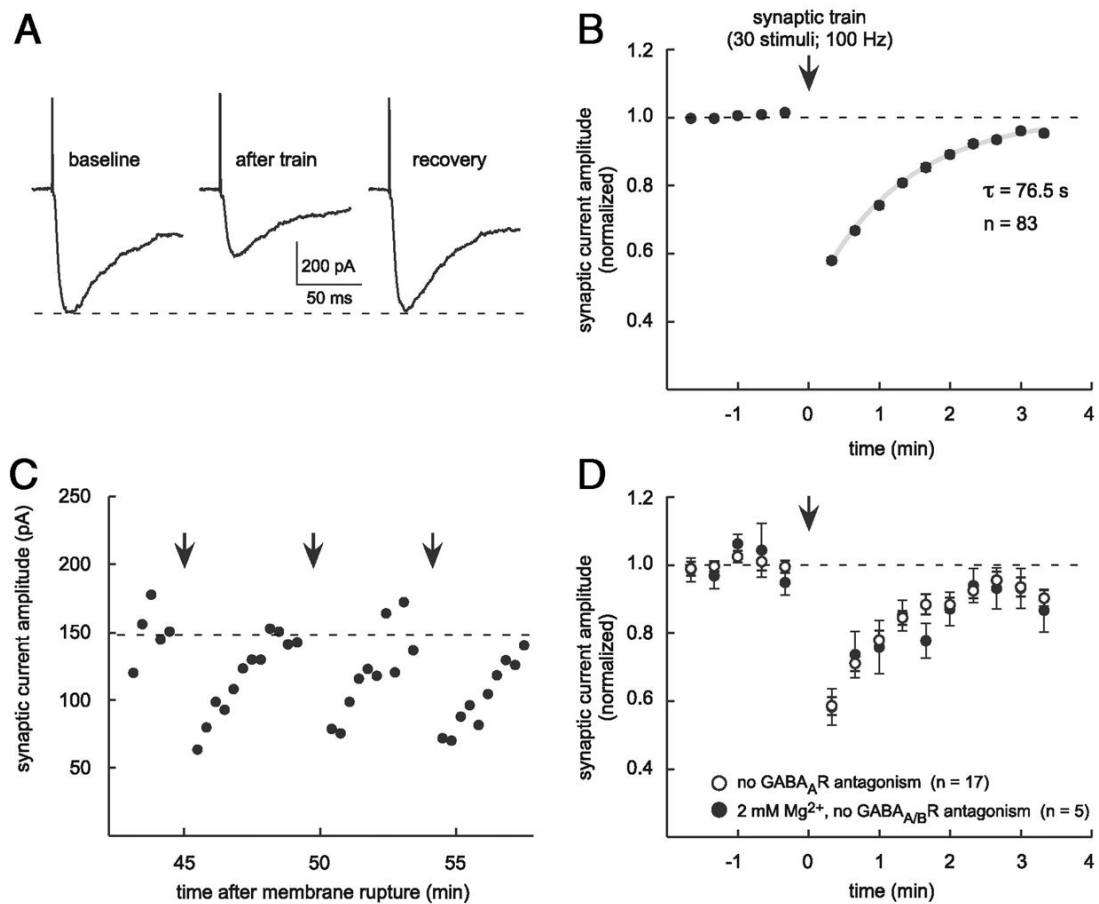 A
baseline
after train
recovery
200 pA
50 ms
B
synaptic train
(30 stimuli; 100 Hz)
synaptic current amplitude
(normalized)
1.2
1.0
0.8
0.6
0.4
τ = 76.5 s
n = 83
-1
0
1
2
3
4
time (min)
C
synaptic current amplitude (pA)
250
200
150
100
50
45
50
55
time after membrane rupture (min)
D
synaptic current amplitude
(normalized)
1.2
1.0
0.8
0.6
0.4
no GABA_AR antagonism (n = 17)
2 mM Mg²⁺, no GABA_A/BR antagonism (n = 5)
-1
0
1
2
3
4
time (min)